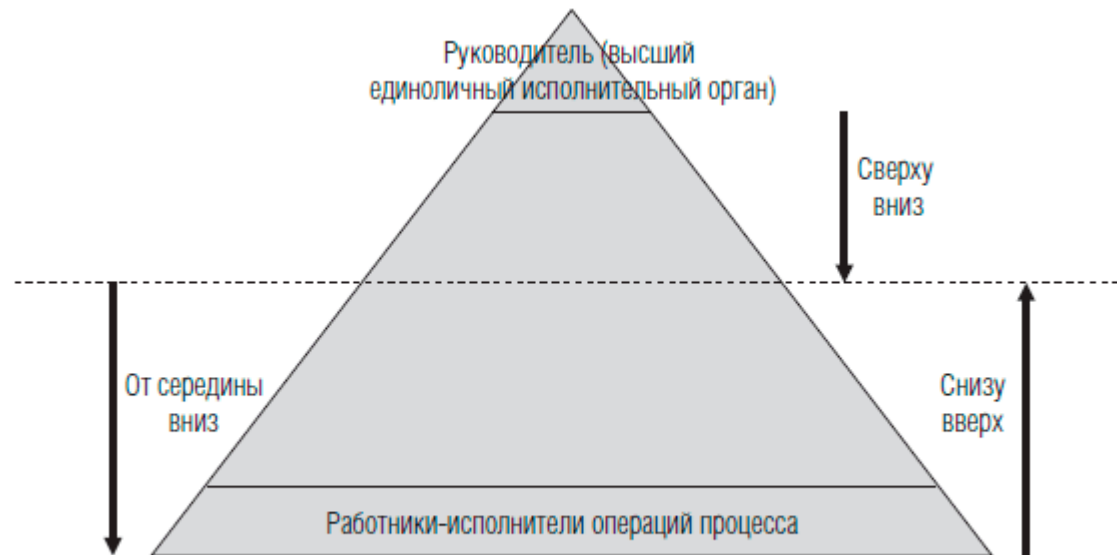 Руководитель (высший
единоличный исполнительный орган)
Сверху
вниз
От середины
вниз
Снизу
вверх
Работники-исполнители операций процесса